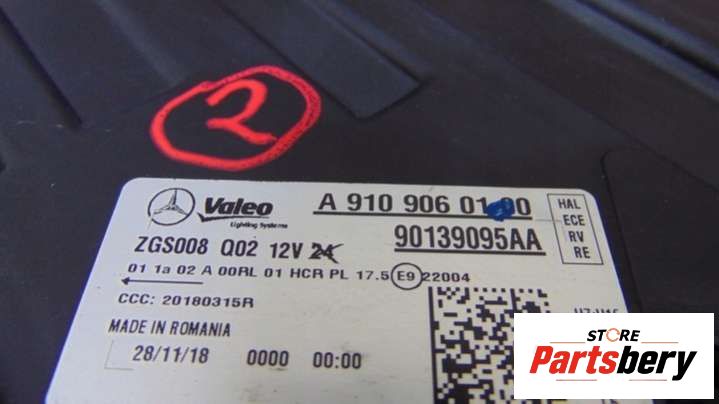 2
Valeo
Lighting Systems
A 910 906 01 00
HAL
ECE
RV
RE
ZGS008 Q02 12V 24
90139095AA
01 1a 02 A 00RL 01 HCR PL 17.5 E9 22004
CCC: 20180315R
MADE IN ROMANIA
28/11/18 0000 00:00
STORE
Partsbery